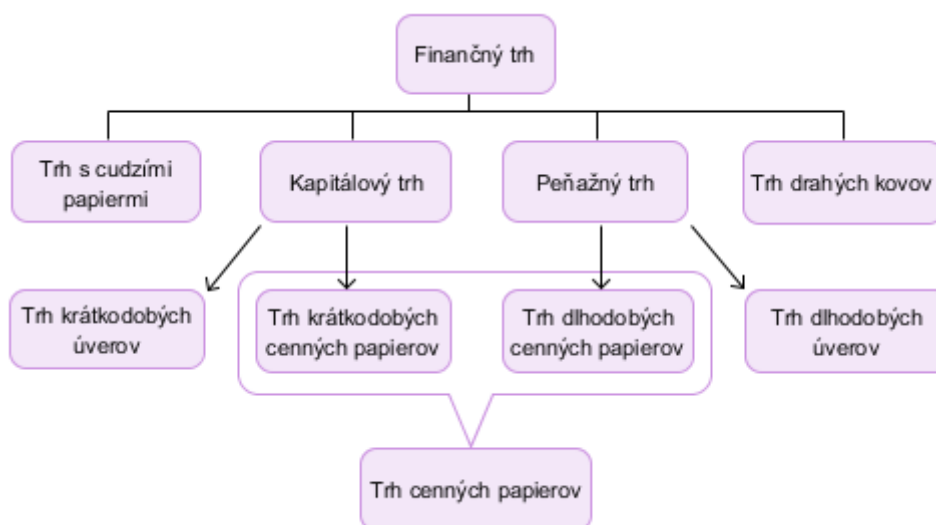 Finančný trh
Trh s cudzími
papiermi
Kapitálový trh
Peňažný trh
Trh drahých kovov
Trh krátkodobých
úverov
Trh krátkodobých
cenných papierov
Trh dlhodobých
cenných papierov
Trh dlhodobých
úverov
Trh cenných papierov